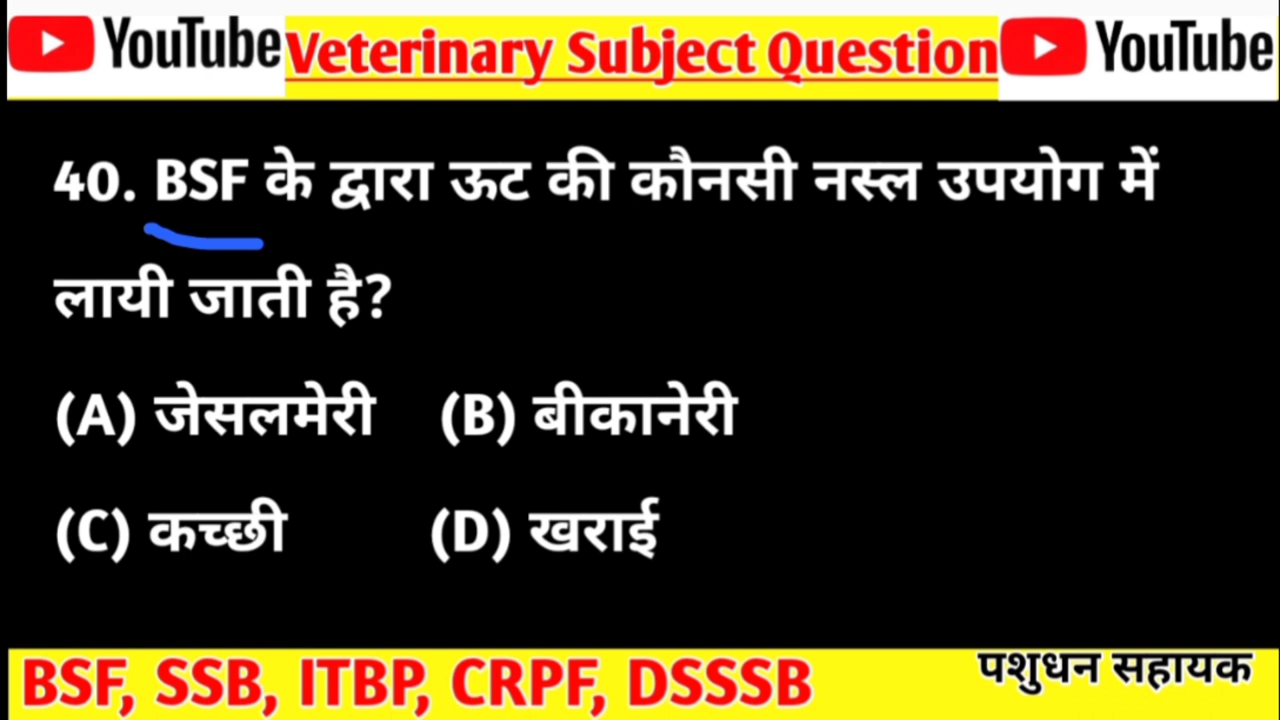 YouTube Veterinary Subject Question YouTube
40. BSF के द्वारा ऊट की कौनसी नस्ल उपयोग में
लायी जाती है?
(A) जेसलमेरी (B) बीकानेरी
(C) कच्छी (D) खराई
BSF, SSB, ITBP, CRPF, DSSSB पशुधन सहायक